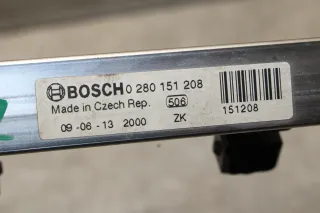 BOSCH 0 280 151 208
Made in Czech Rep. 506
151208
09-06-13 2000 ZK